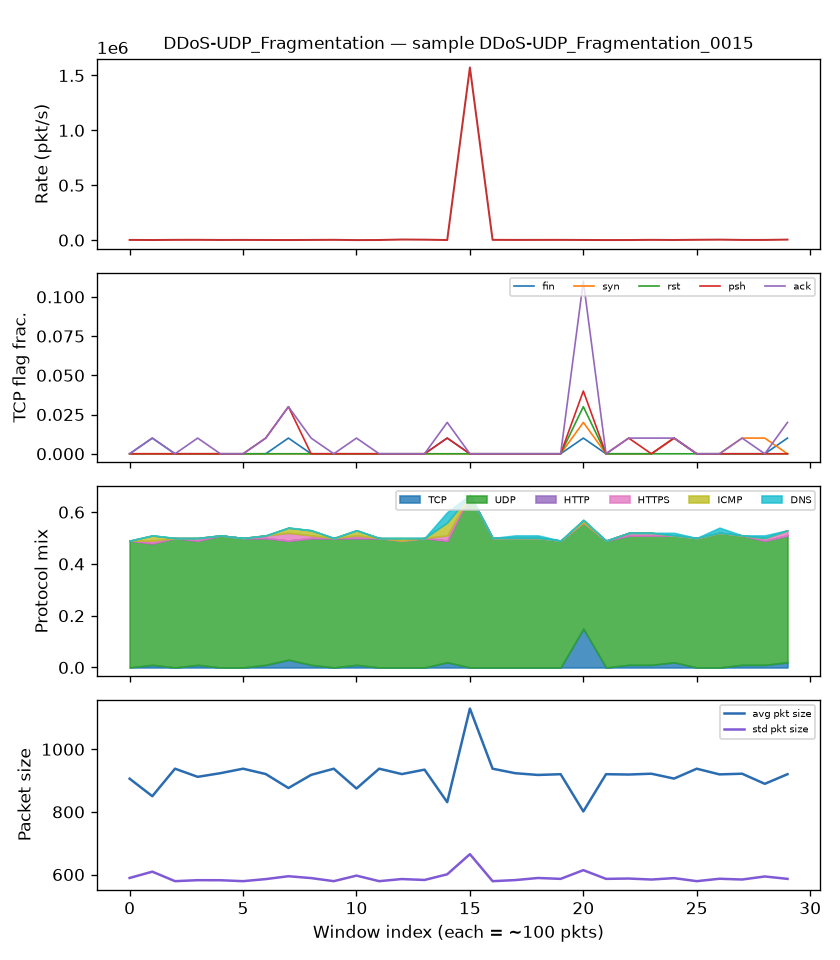 DDoS-UDP_Fragmentation — sample DDoS-UDP_Fragmentation_0015
1e6
1.5
1.0
0.5
0.0
Rate (pkt/s)
fin syn rst psh ack
0.100
0.075
0.050
0.025
0.000
TCP flag frac.
TCP UDP HTTP HTTPS ICMP DNS
0.6
0.4
0.2
0.0
Protocol mix
avg pkt size
std pkt size
1000
800
600
Packet size
0 5 10 15 20 25 30
Window index (each = ~100 pkts)